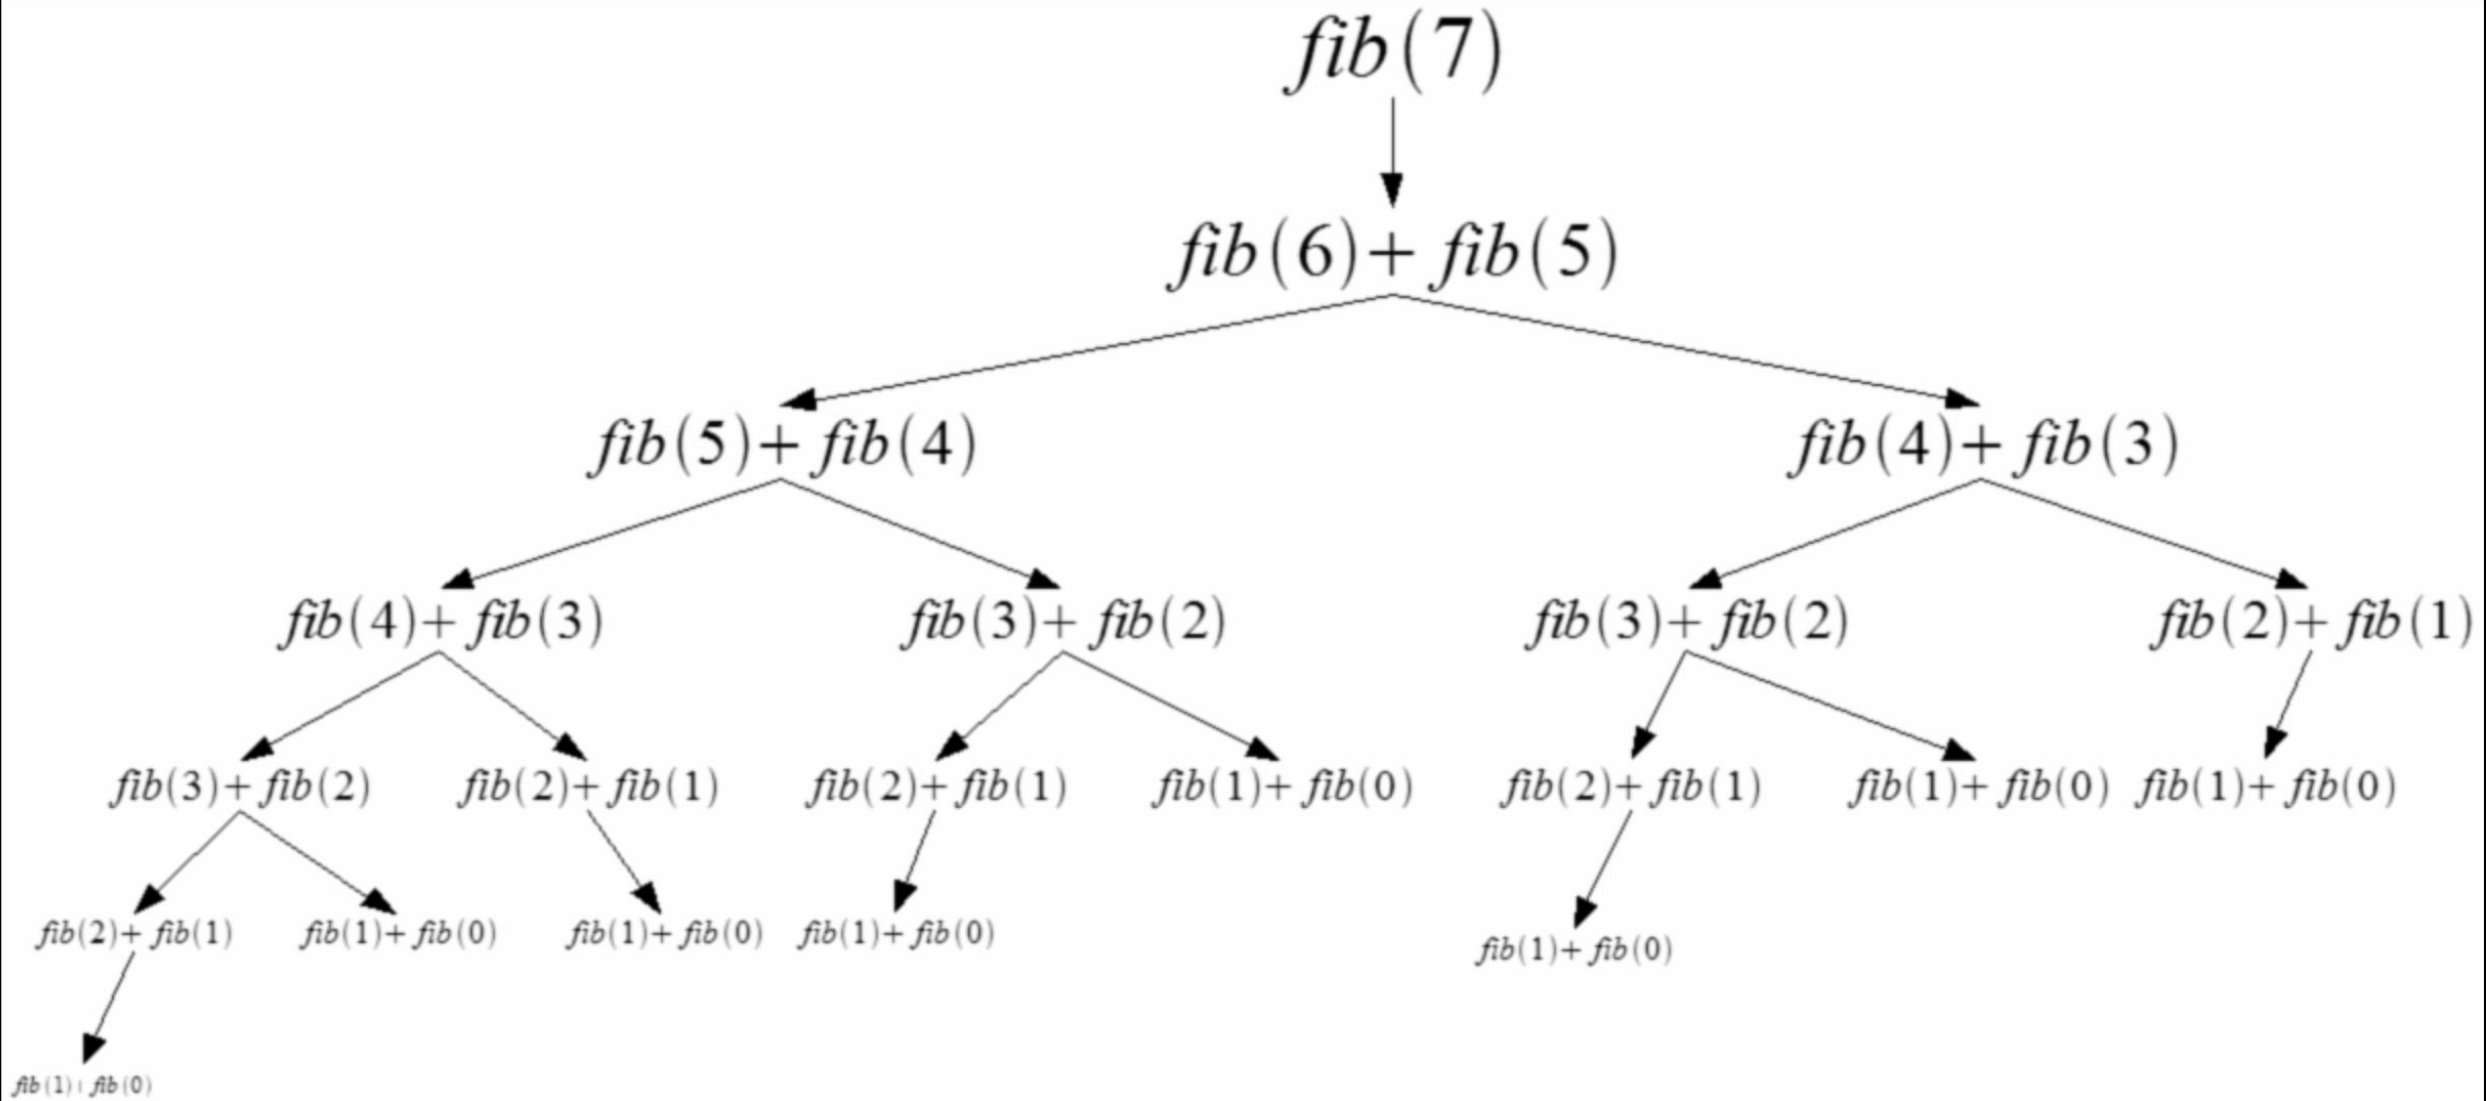 fib(7)
fib(6)+ fib(5)
fib(5)+ fib(4) fib(4)+ fib(3)
fib(4)+ fib(3) fib(3)+ fib(2) fib(3)+ fib(2) fib(2)+ fib(1)
fib(3)+ fib(2) fib(2)+ fib(1) fib(2)+ fib(1) fib(1)+ fib(0) fib(2)+ fib(1) fib(1)+ fib(0) fib(1)+ fib(0)
fib(2)+ fib(1) fib(1)+ fib(0) fib(1)+ fib(0) fib(1)+ fib(0) fib(1)+ fib(0)
fib(1)+ fib(0)